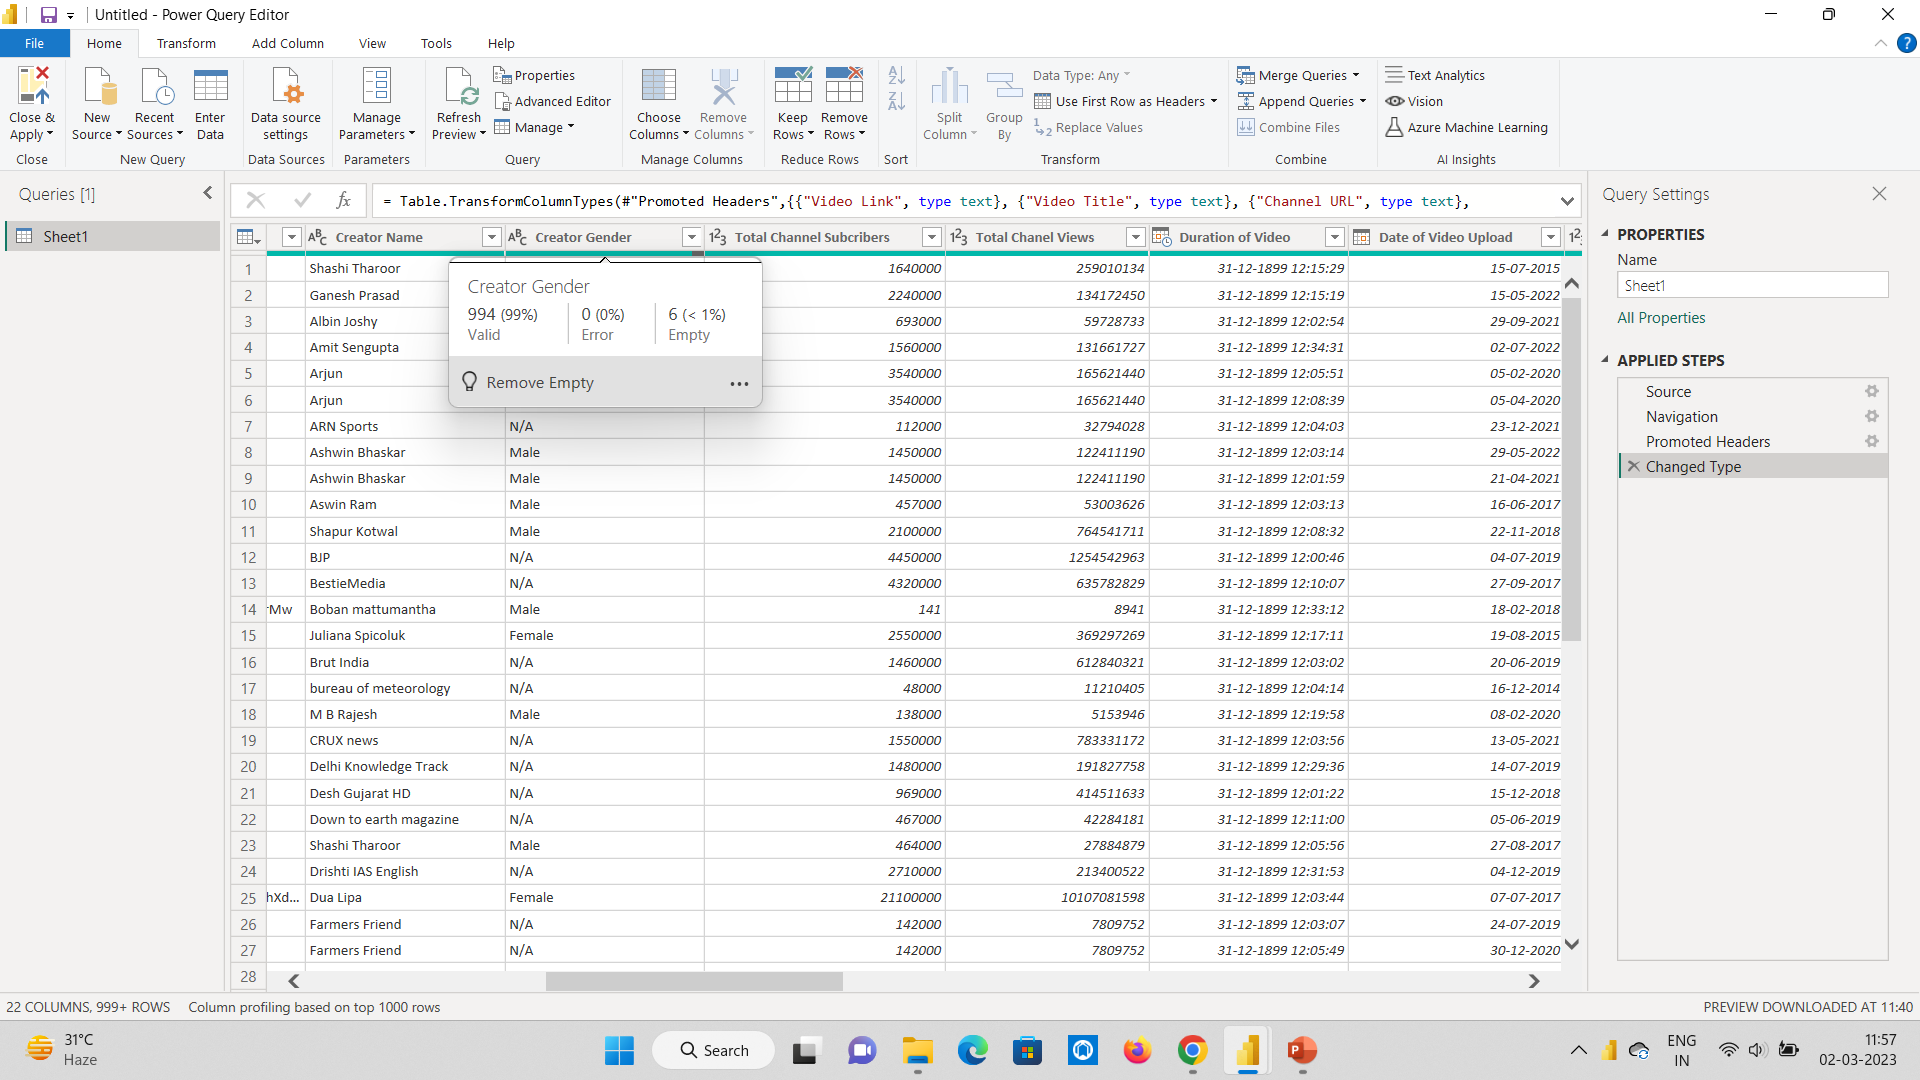 Untitled - Power Query Editor
File Home Transform Add Column View Tools Help
Close & Apply
Close
New Source
Recent Sources
Enter Data
New Query
Data source settings
Data Sources
Manage Parameters
Parameters
Refresh Preview
Properties
Advanced Editor
Manage
Query
Choose Columns
Remove Columns
Manage Columns
Keep Rows
Remove Rows
Reduce Rows
Sort
Split Column
Group By
Data Type: Any
Use First Row as Headers
Replace Values
Transform
Merge Queries
Append Queries
Combine Files
Combine
Text Analytics
Vision
Azure Machine Learning
AI Insights
Queries [1]
Sheet1
= Table.TransformColumnTypes(#"Promoted Headers",{{"Video Link", type text}, {"Video Title", type text}, {"Channel URL", type text},
Creator Name Creator Gender Total Channel Subcribers Total Chanel Views Duration of Video Date of Video Upload
1 Shashi Tharoor 1640000 259010134 31-12-1899 12:15:29 15-07-2015
2 Ganesh Prasad 2240000 134172450 31-12-1899 12:15:19 15-05-2022
3 Albin Joshy 693000 59728733 31-12-1899 12:02:54 29-09-2021
4 Amit Sengupta 1560000 131661727 31-12-1899 12:34:31 02-07-2022
5 Arjun 3540000 165621440 31-12-1899 12:05:51 05-02-2020
6 Arjun 3540000 165621440 31-12-1899 12:08:39 05-04-2020
7 ARN Sports N/A 112000 32794028 31-12-1899 12:04:03 23-12-2021
8 Ashwin Bhaskar Male 1450000 122411190 31-12-1899 12:03:14 29-05-2022
9 Ashwin Bhaskar Male 1450000 122411190 31-12-1899 12:01:59 21-04-2021
10 Aswin Ram Male 457000 53003626 31-12-1899 12:03:13 16-06-2017
11 Shapur Kotwal Male 2100000 764541711 31-12-1899 12:08:32 22-11-2018
12 BJP N/A 4450000 1254542963 31-12-1899 12:00:46 04-07-2019
13 BestieMedia N/A 4320000 635782829 31-12-1899 12:10:07 27-09-2017
14 rMw Boban mattumantha Male 141 8941 31-12-1899 12:33:12 18-02-2018
15 Juliana Spicoluk Female 2550000 369297269 31-12-1899 12:17:11 19-08-2015
16 Brut India N/A 1460000 612840321 31-12-1899 12:03:02 20-06-2019
17 bureau of meteorology N/A 48000 11210405 31-12-1899 12:04:14 16-12-2014
18 M B Rajesh Male 138000 5153946 31-12-1899 12:19:58 08-02-2020
19 CRUX news N/A 1550000 783331172 31-12-1899 12:03:56 13-05-2021
20 Delhi Knowledge Track N/A 1480000 191827758 31-12-1899 12:29:36 14-07-2019
21 Desh Gujarat HD N/A 969000 414511633 31-12-1899 12:01:22 15-12-2018
22 Down to earth magazine N/A 467000 42284181 31-12-1899 12:11:00 05-06-2019
23 Shashi Tharoor Male 464000 27884879 31-12-1899 12:05:56 27-08-2017
24 Drishti IAS English N/A 2710000 213400522 31-12-1899 12:31:53 04-12-2019
25 hXd... Dua Lipa Female 21100000 10107081598 31-12-1899 12:03:44 07-07-2017
26 Farmers Friend N/A 142000 7809752 31-12-1899 12:03:07 24-07-2019
27 Farmers Friend N/A 142000 7809752 31-12-1899 12:05:49 30-12-2020
28
Creator Gender
994 (99%) 0 (0%) 6 (< 1%)
Valid Error Empty
Remove Empty
Query Settings
PROPERTIES
Name
Sheet1
All Properties
APPLIED STEPS
Source
Navigation
Promoted Headers
Changed Type
22 COLUMNS, 999+ ROWS Column profiling based on top 1000 rows PREVIEW DOWNLOADED AT 11:40
31°C
Haze
Search
ENG
IN
11:57
02-03-2023